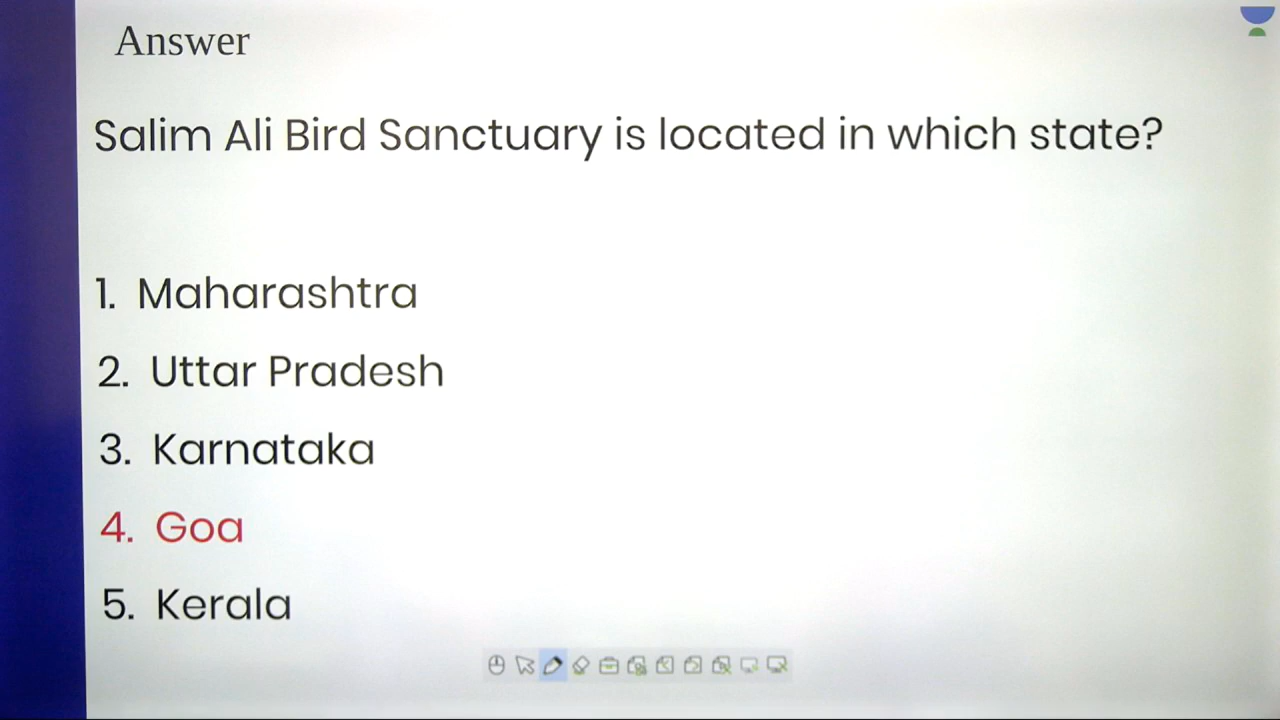 Answer
Salim Ali Bird Sanctuary is located in which state?
1. Maharashtra
2. Uttar Pradesh
3. Karnataka
4. Goa
5. Kerala